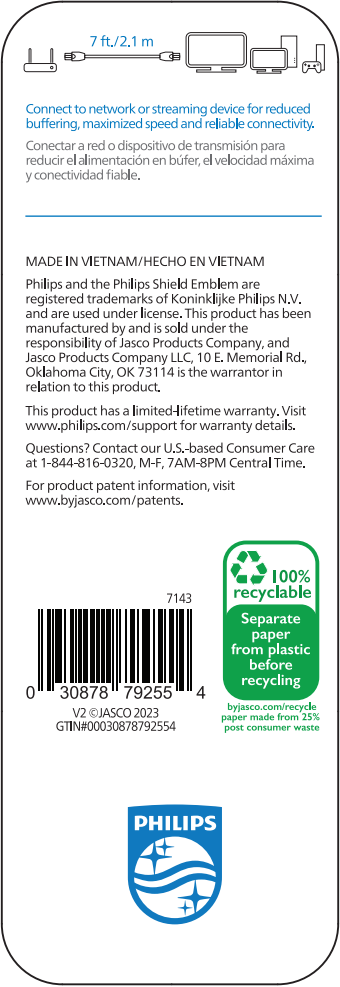 7 ft./2.1 m
Connect to network or streaming device for reduced
buffering, maximized speed and reliable connectivity.
Conectar a red o dispositivo de transmisión para
reducir el alimentación en búfer, el velocidad máxima
y conectividad fiable.
MADE IN VIETNAM/HECHO EN VIETNAM
Philips and the Philips Shield Emblem are
registered trademarks of Koninklijke Philips N.V.
and are used under license. This product has been
manufactured by and is sold under the
responsibility of Jasco Products Company, and
Jasco Products Company LLC, 10 E. Memorial Rd.,
Oklahoma City, OK 73114 is the warrantor in
relation to this product.
This product has a limited-lifetime warranty. Visit
www.philips.com/support for warranty details.
Questions? Contact our U.S.-based Consumer Care
at 1-844-816-0320, M-F, 7AM-8PM Central Time.
For product patent information, visit
www.byjasco.com/patents.
7143
0 30878 79255 4
V2 ©JASCO 2023
GTIN#00030878792554
100%
recyclable
Separate
paper
from plastic
before
recycling
byjasco.com/recycle
paper made from 25%
post consumer waste
PHILIPS